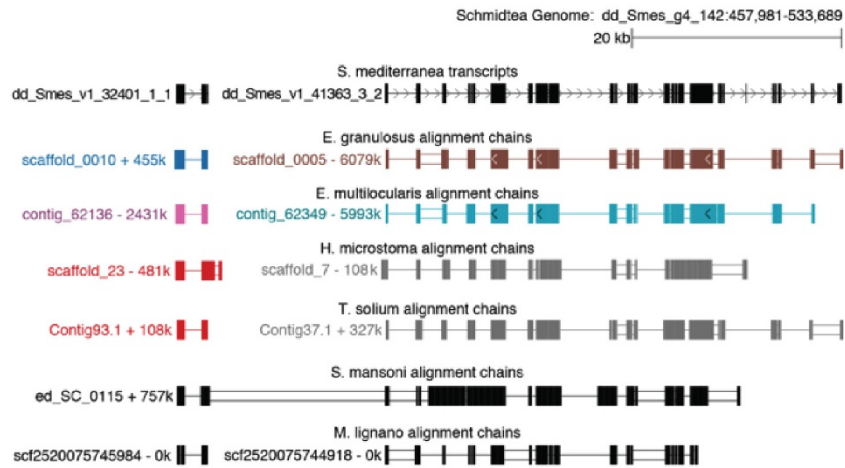 Schmidtea Genome: dd_Smes_g4_142:457,981-533,689
20 kb
S. mediterranea transcripts
dd_Smes_v1_32401_1_1 dd_Smes_v1_41363_3_2
E. granulosus alignment chains
scaffold_0010 + 455k scaffold_0005 - 6079k
E. multilocularis alignment chains
contig_62136 - 2431k contig_62349 - 5993k
H. microstoma alignment chains
scaffold_23 - 481k scaffold_7 - 108k
T. solium alignment chains
Contig93.1 + 108k Contig37.1 + 327k
S. mansoni alignment chains
ed_SC_0115 + 757k
M. lignano alignment chains
scf2520075745984 - 0k scf2520075744918 - 0k